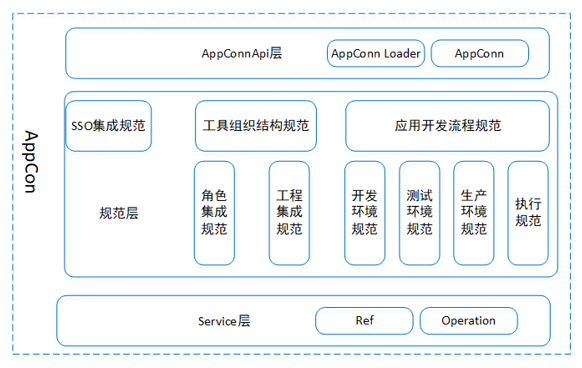 AppCon
AppConnApi层
AppConn Loader
AppConn
SSO集成规范
工具组织结构规范
应用开发流程规范
规范层
角色
集成
规范
工程
集成
规范
开发
环境
规范
测试
环境
规范
生产
环境
规范
执行
规范
Service层
Ref
Operation